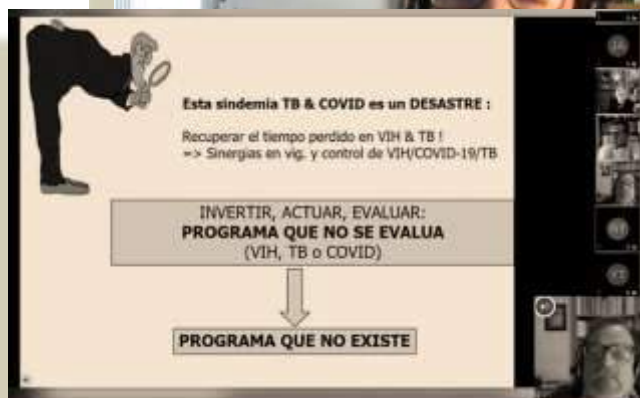 Esta sindemia TB & COVID es un DESASTRE :
Recuperar el tiempo perdido en VIH & TB !
=> Sinergias en vig. y control de VIH/COVID-19/TB
INVERTIR, ACTUAR, EVALUAR:
PROGRAMA QUE NO SE EVALUA
(VIH, TB o COVID)
PROGRAMA QUE NO EXISTE